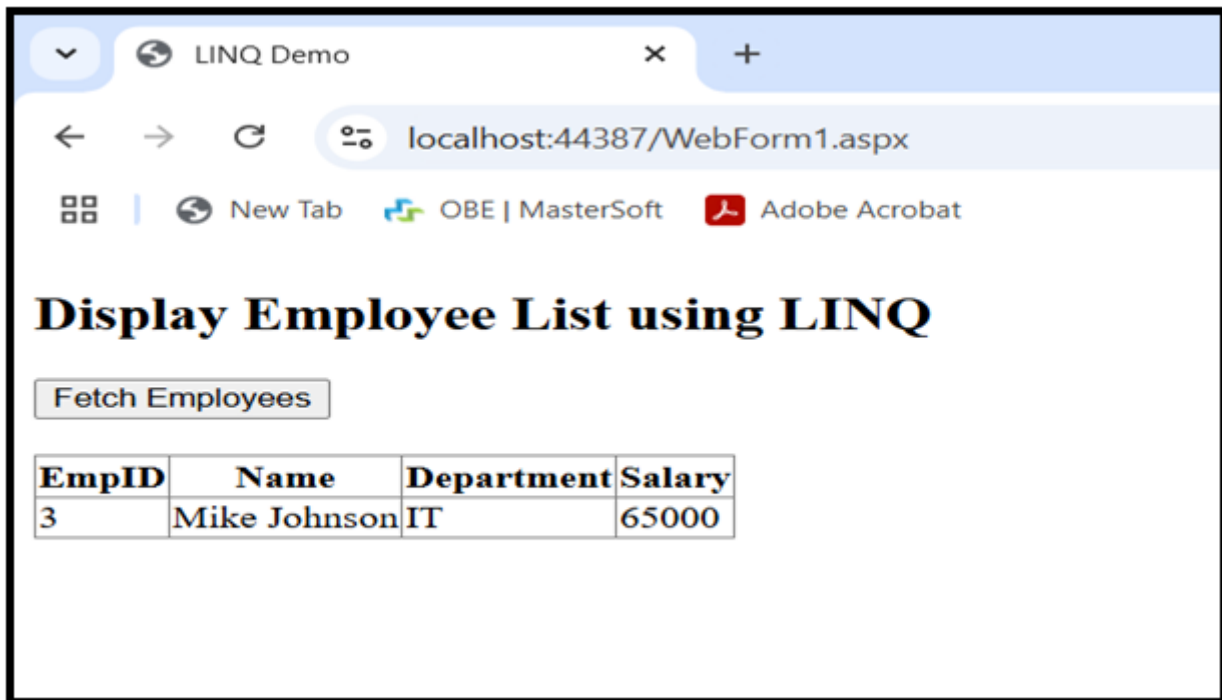 LINQ Demo
localhost:44387/WebForm1.aspx
New Tab OBE | MasterSoft Adobe Acrobat
Display Employee List using LINQ
Fetch Employees
EmpID Name Department Salary
3 Mike Johnson IT 65000